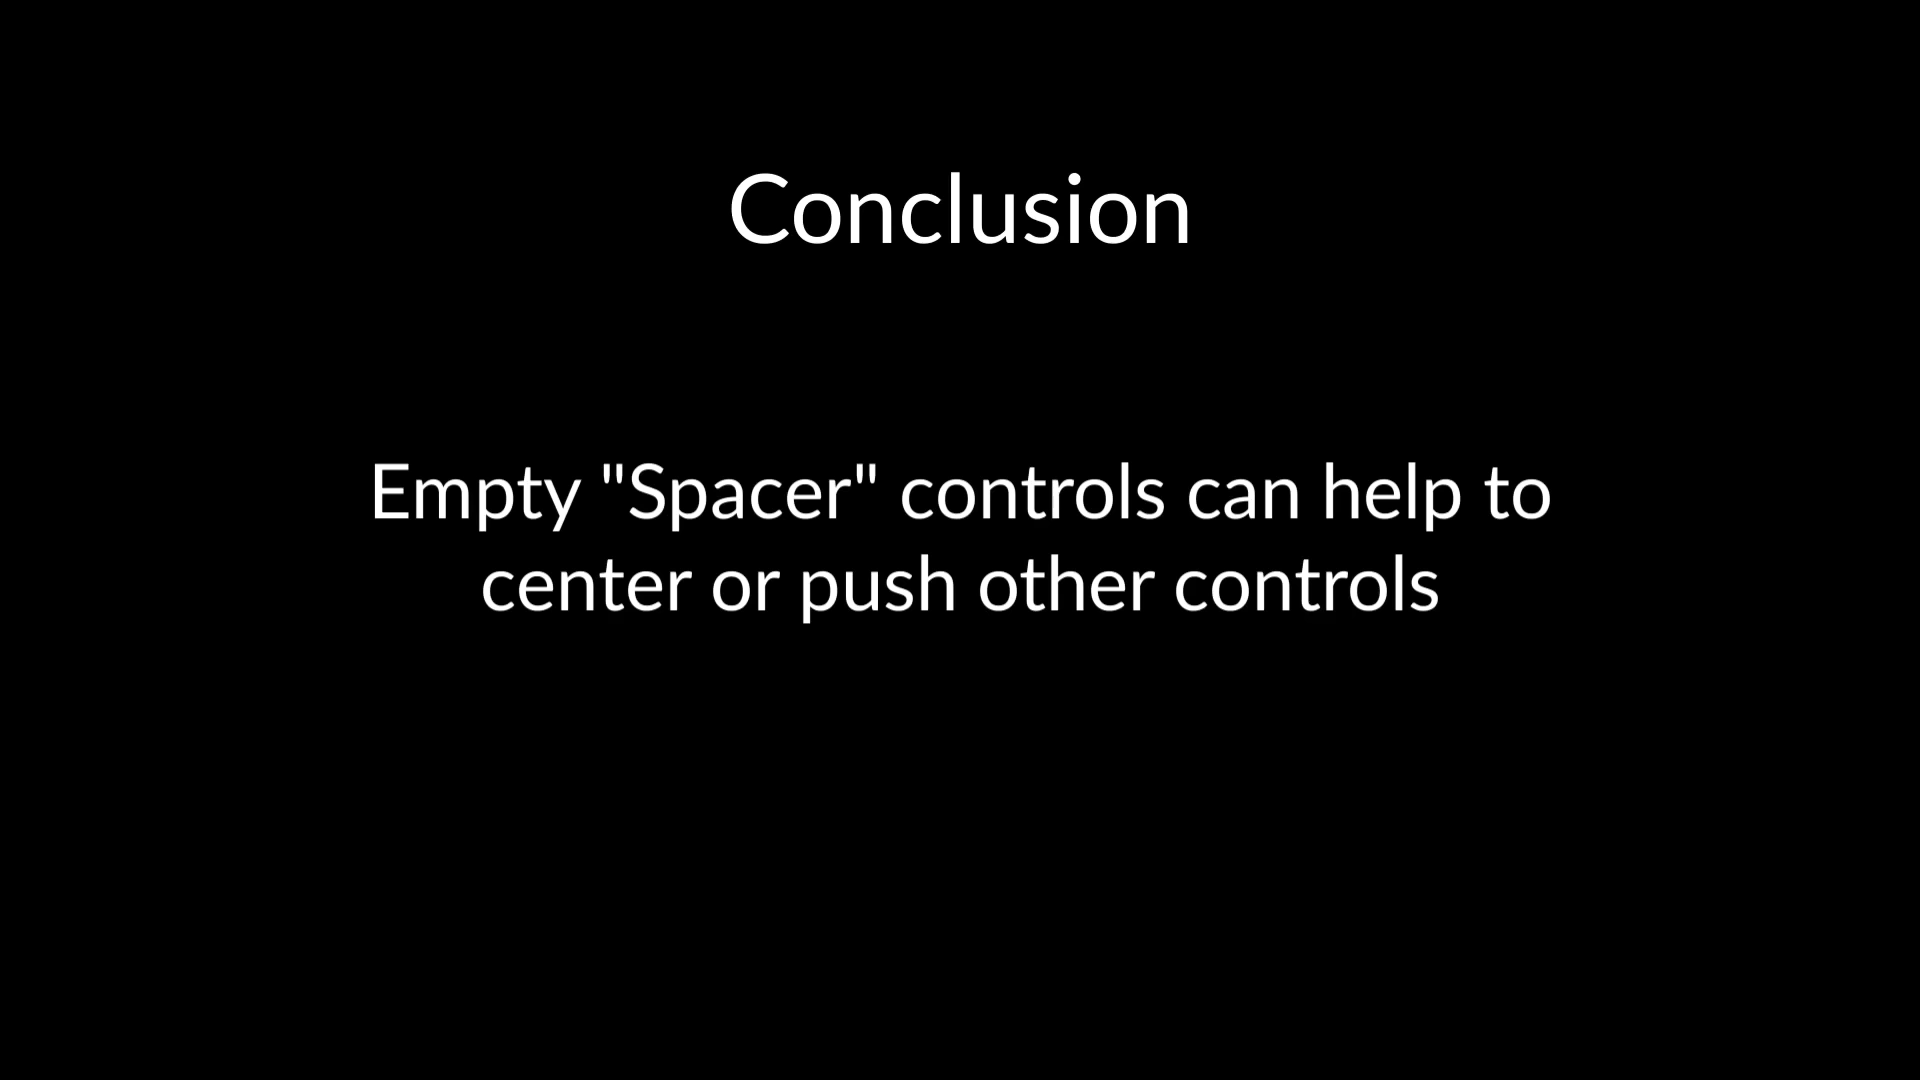 Conclusion
Empty "Spacer" controls can help to
center or push other controls